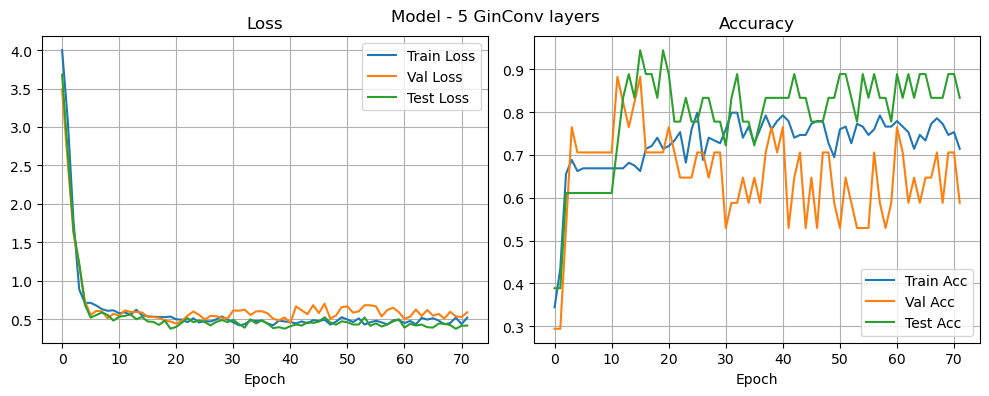 Model - 5 GinConv layers
Loss
4.0
3.5
3.0
2.5
2.0
1.5
1.0
0.5
0 10 20 30 40 50 60 70
Epoch
Train Loss
Val Loss
Test Loss
Accuracy
0.9
0.8
0.7
0.6
0.5
0.4
0.3
0 10 20 30 40 50 60 70
Epoch
Train Acc
Val Acc
Test Acc